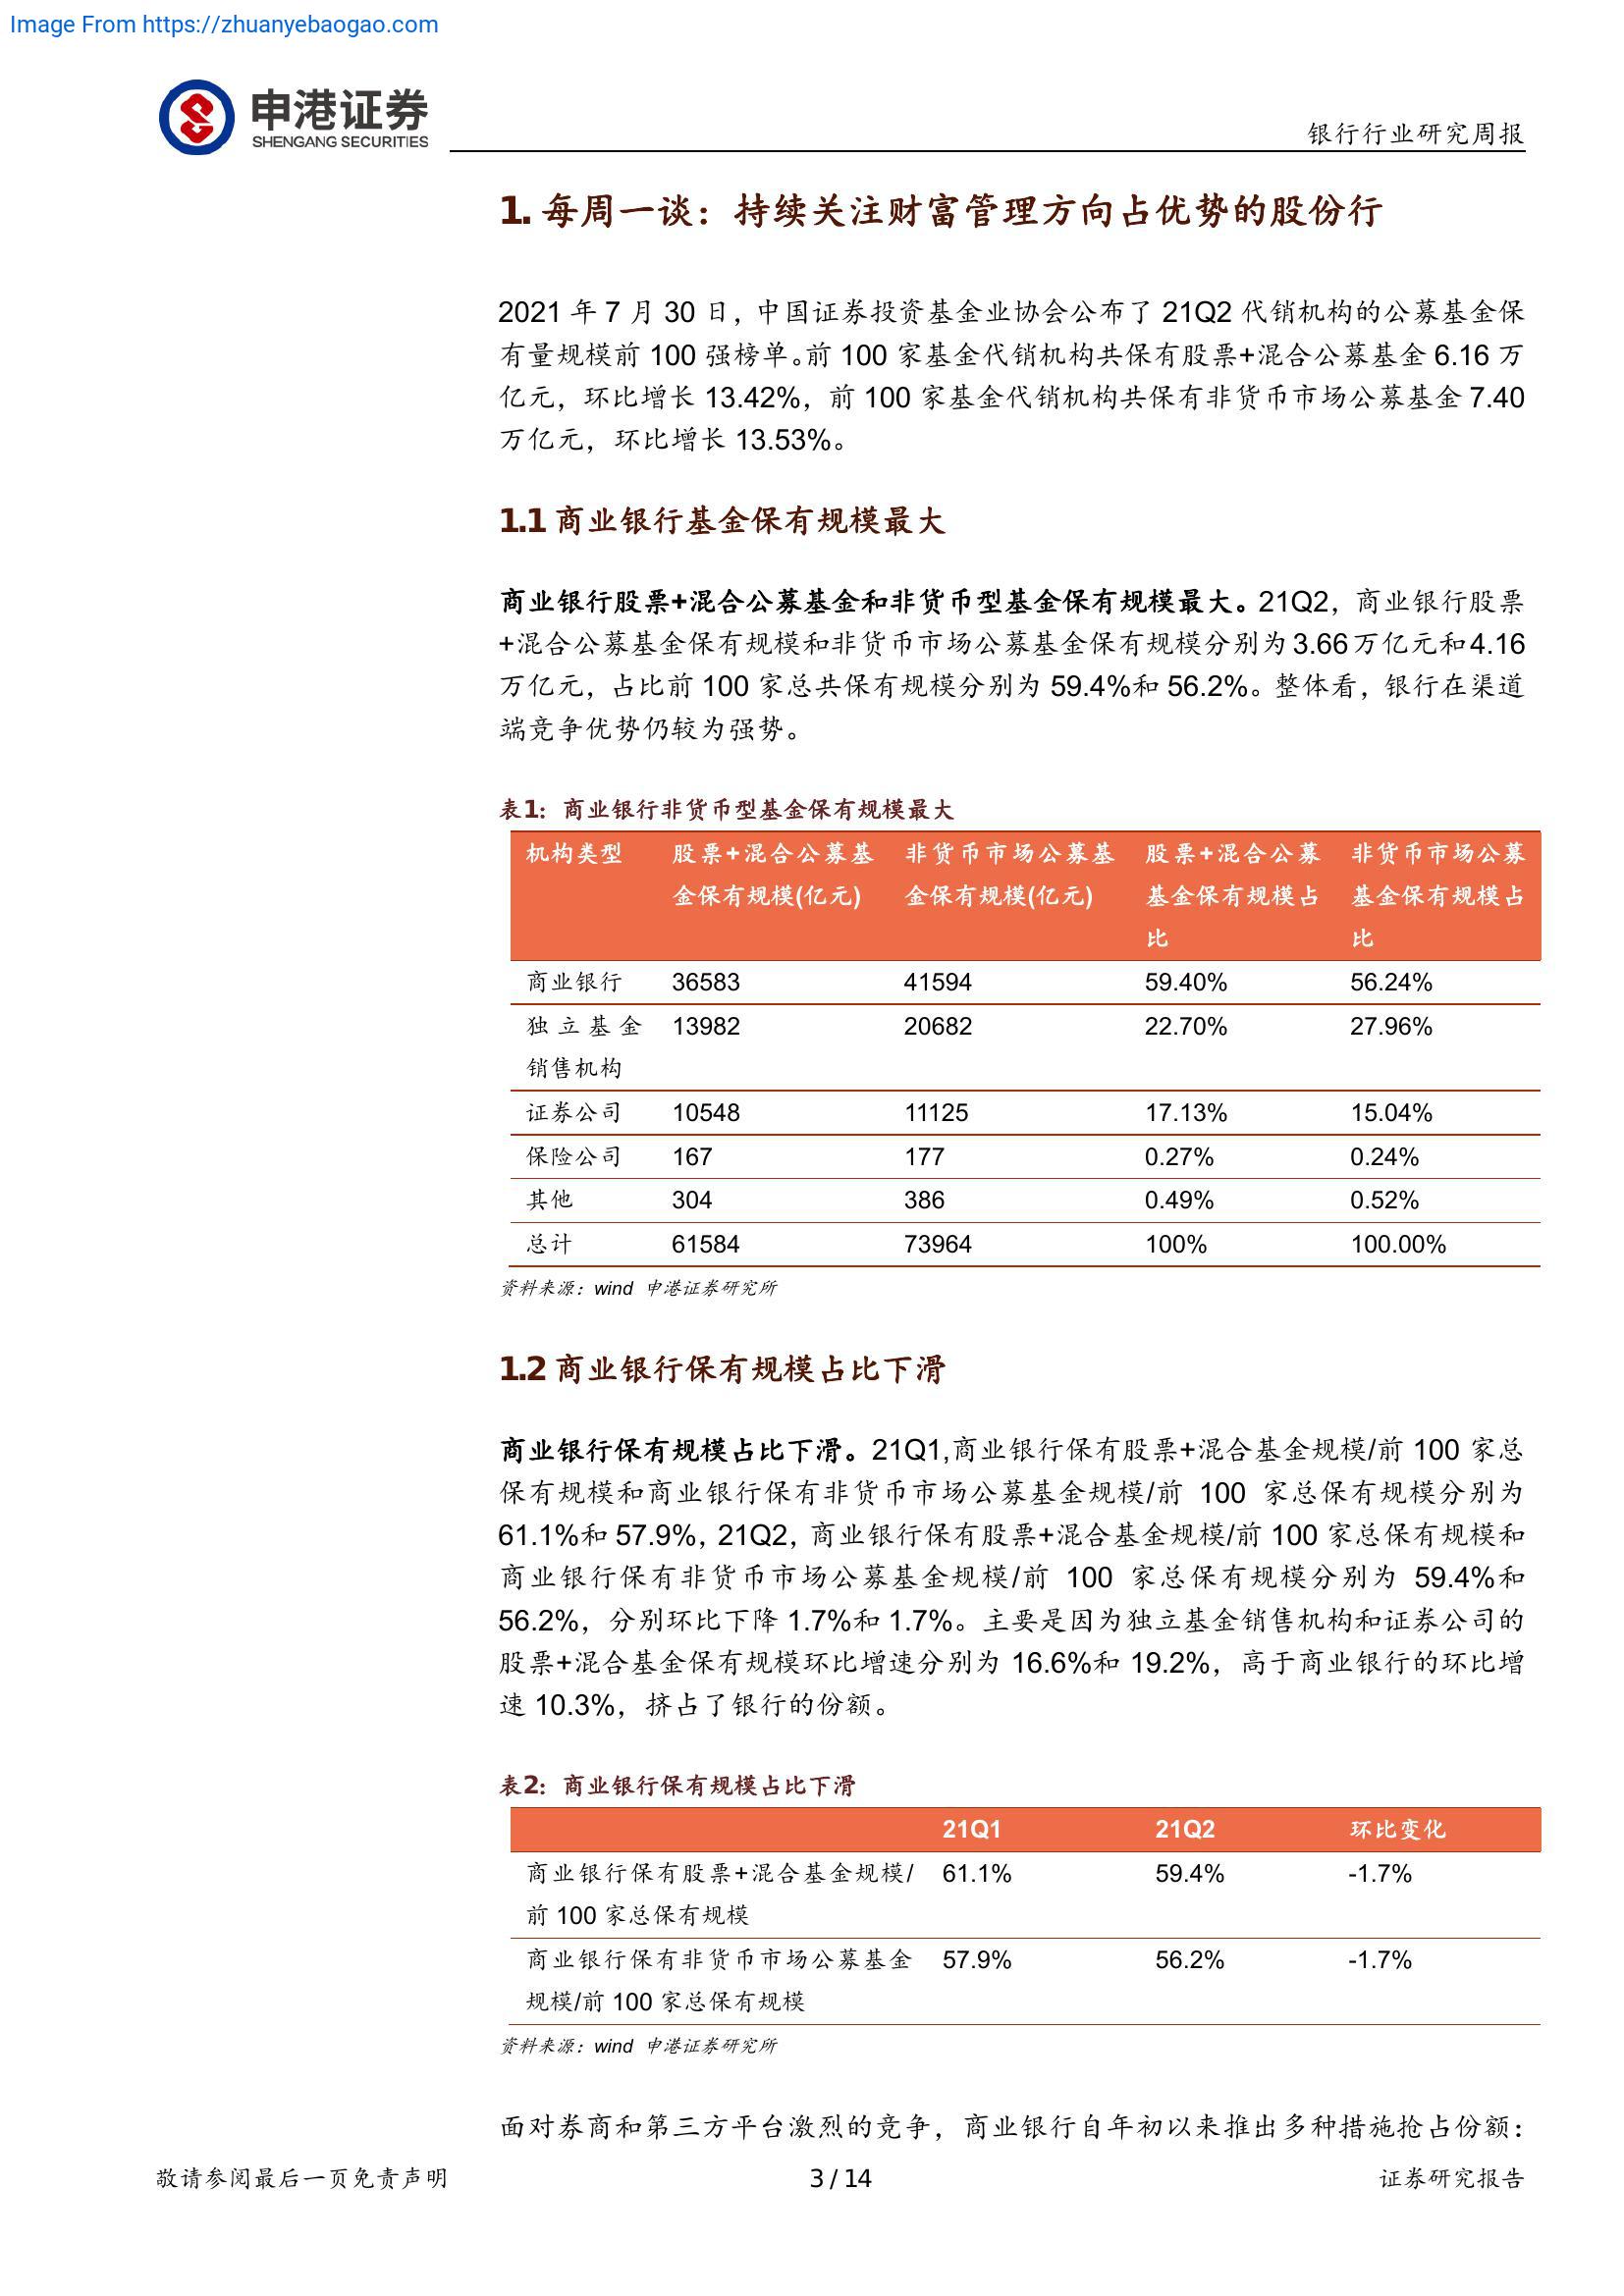 Image From https://zhuanyebaogao.com
申港证券
SHENGANG SECURITIES
银行行业研究周报
1. 每周一谈：持续关注财富管理方向占优势的股份行
2021 年 7 月 30 日，中国证券投资基金业协会公布了 21Q2 代销机构的公募基金保
有量规模前 100 强榜单。前 100 家基金代销机构共保有股票+混合公募基金 6.16 万
亿元，环比增长 13.42%，前 100 家基金代销机构共保有非货币市场公募基金 7.40
万亿元，环比增长 13.53%。
1.1 商业银行基金保有规模最大
商业银行股票+混合公募基金和非货币型基金保有规模最大。21Q2，商业银行股票
+混合公募基金保有规模和非货币市场公募基金保有规模分别为 3.66 万亿元和 4.16
万亿元，占比前 100 家总共保有规模分别为 59.4%和 56.2%。整体看，银行在渠道
端竞争优势仍较为强势。
表1：商业银行非货币型基金保有规模最大
机构类型 股票+混合公募基 非货币市场公募基 股票+混合公募 非货币市场公募
金保有规模(亿元) 金保有规模(亿元) 基金保有规模占 基金保有规模占
比 比
商业银行 36583 41594 59.40% 56.24%
独立基金 13982 20682 22.70% 27.96%
销售机构
证券公司 10548 11125 17.13% 15.04%
保险公司 167 177 0.27% 0.24%
其他 304 386 0.49% 0.52%
总计 61584 73964 100% 100.00%
资料来源：wind 申港证券研究所
1.2 商业银行保有规模占比下滑
商业银行保有规模占比下滑。21Q1,商业银行保有股票+混合基金规模/前 100 家总
保有规模和商业银行保有非货币市场公募基金规模/前 100 家总保有规模分别为
61.1%和 57.9%，21Q2，商业银行保有股票+混合基金规模/前 100 家总保有规模和
商业银行保有非货币市场公募基金规模/前 100 家总保有规模分别为 59.4%和
56.2%，分别环比下降 1.7%和 1.7%。主要是因为独立基金销售机构和证券公司的
股票+混合基金保有规模环比增速分别为 16.6%和 19.2%，高于商业银行的环比增
速 10.3%，挤占了银行的份额。
表2：商业银行保有规模占比下滑
21Q1 21Q2 环比变化
商业银行保有股票+混合基金规模/ 61.1% 59.4% -1.7%
前 100 家总保有规模
商业银行保有非货币市场公募基金 57.9% 56.2% -1.7%
规模/前 100 家总保有规模
资料来源：wind 申港证券研究所
面对券商和第三方平台激烈的竞争，商业银行自年初以来推出多种措施抢占份额：
敬请参阅最后一页免责声明 3 / 14 证券研究报告